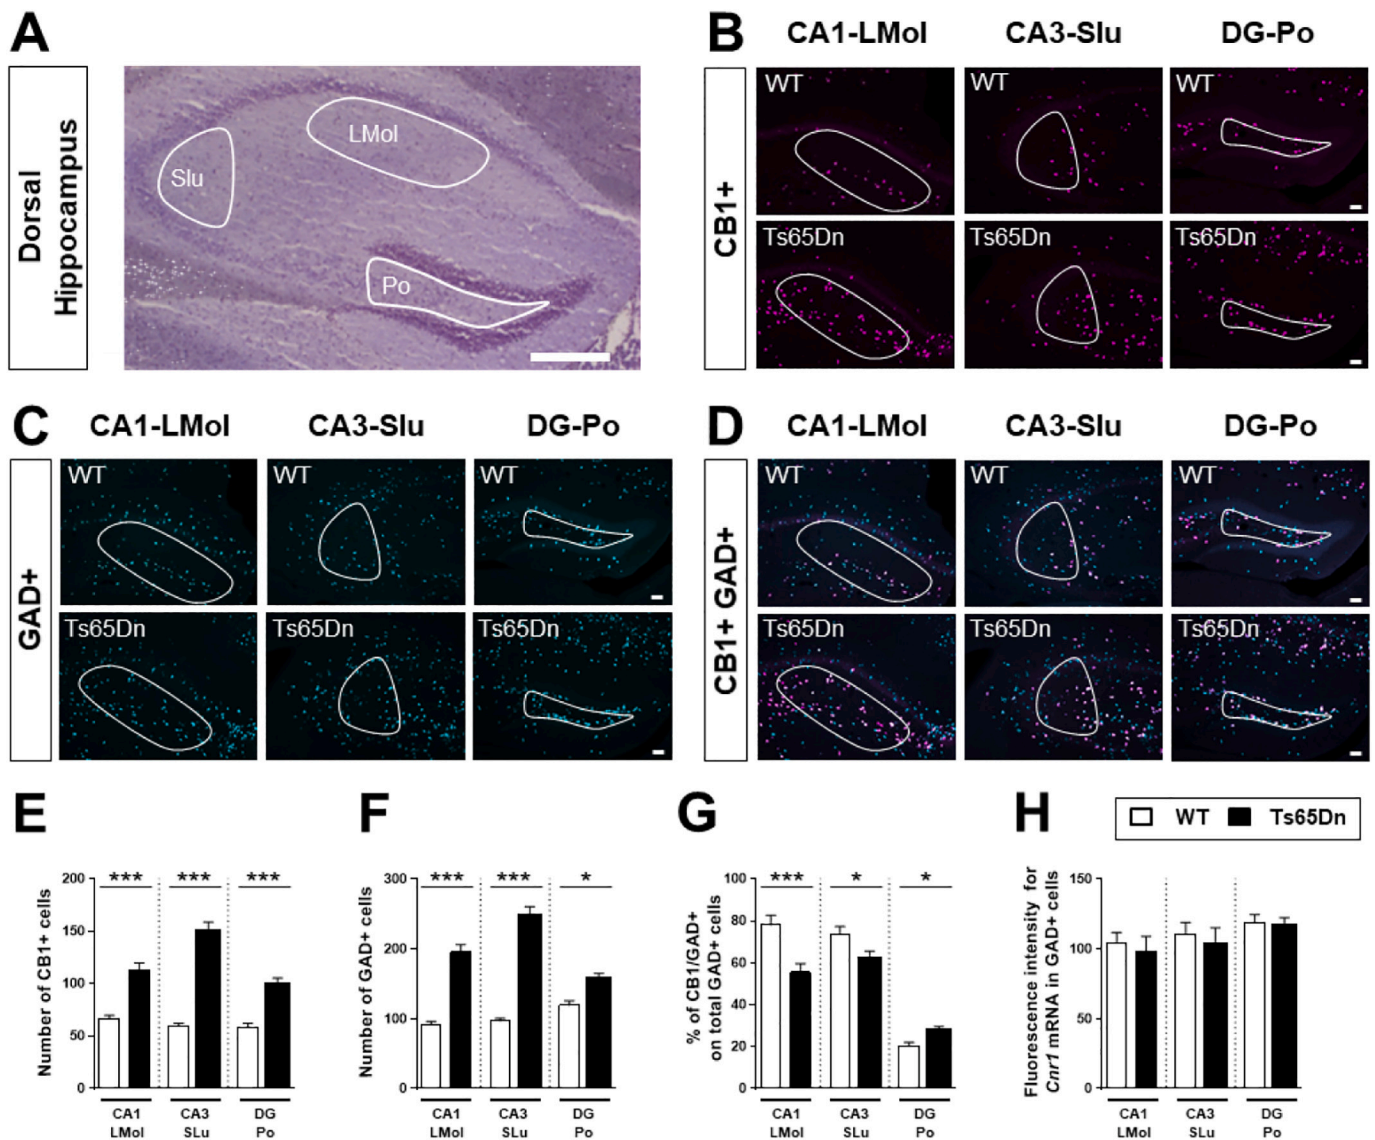 A
Dorsal
Hippocampus
Slu
LMol
Po
B
CA1-LMol
CA3-Slu
DG-Po
CB1+
WT
WT
WT
Ts65Dn
Ts65Dn
Ts65Dn
C
CA1-LMol
CA3-Slu
DG-Po
GAD+
WT
WT
WT
Ts65Dn
Ts65Dn
Ts65Dn
D
CA1-LMol
CA3-Slu
DG-Po
CB1+ GAD+
WT
WT
WT
Ts65Dn
Ts65Dn
Ts65Dn
E
Number of CB1+ cells
200
150
100
50
0
***
***
***
CA1
LMol
CA3
SLu
DG
Po
F
Number of GAD+ cells
300
200
100
0
***
***
*
CA1
LMol
CA3
SLu
DG
Po
G
% of CB1/GAD+
on total GAD+ cells
100
80
60
40
20
0
***
*
*
CA1
LMol
CA3
SLu
DG
Po
H
WT
Ts65Dn
Fluorescence intensity for
Cnr1 mRNA in GAD+ cells
150
100
50
0
CA1
LMol
CA3
SLu
DG
Po